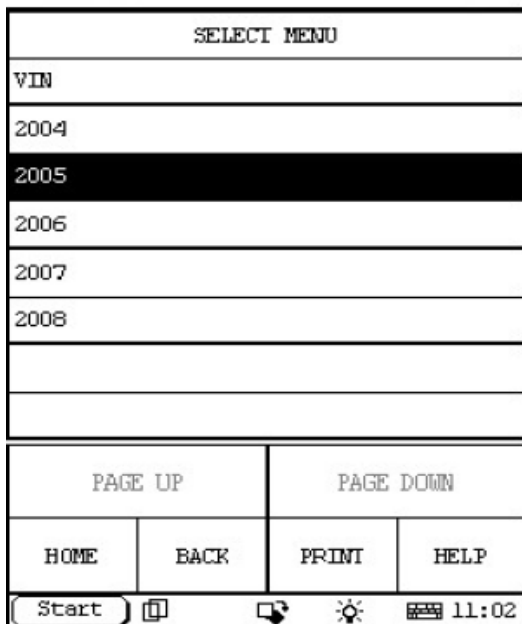 SELECT MENU
VIN
2004
2005
2006
2007
2008
PAGE UP PAGE DOWN
HOME BACK PRINT HELP
Start 11:02